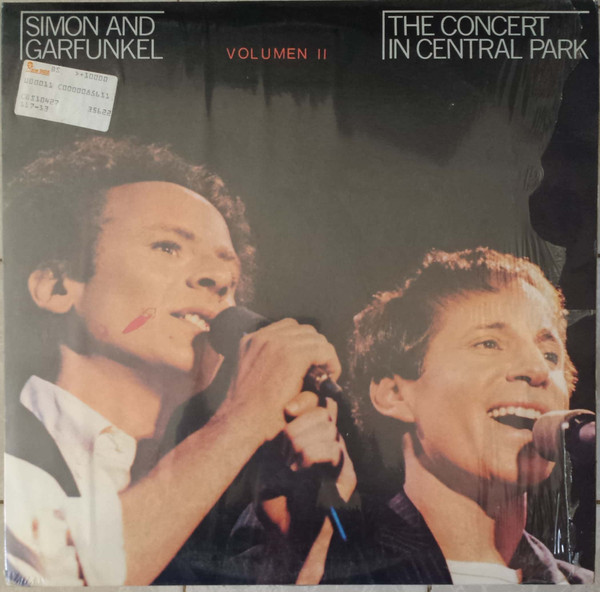 SIMON AND
GARFUNKEL
VOLUMEN II
THE CONCERT
IN CENTRAL PARK